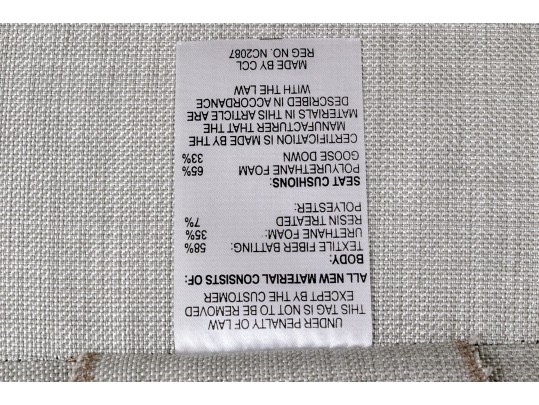 UNDER PENALTY OF LAW
THIS TAG IS NOT TO BE REMOVED
EXCEPT BY THE CUSTOMER
ALL NEW MATERIAL CONSISTS OF:
BODY:
TEXTILE FIBER BATTING: 58%
URETHANE FOAM: 35%
RESIN TREATED 7%
POLYESTER:
SEAT CUSHIONS:
POLYURETHANE FOAM 65%
GOOSE DOWN 33%
CERTIFICATION IS MADE BY THE
MANUFACTURER THAT THE
MATERIALS IN THIS ARTICLE ARE
DESCRIBED IN ACCORDANCE
WITH THE LAW
MADE BY CCL
REG NO. NC2087